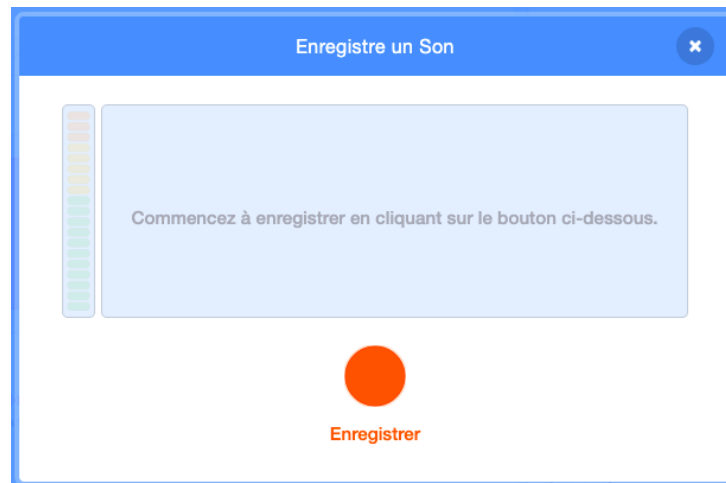 Enregistre un Son
Commencez à enregistrer en cliquant sur le bouton ci-dessous.
Enregistrer